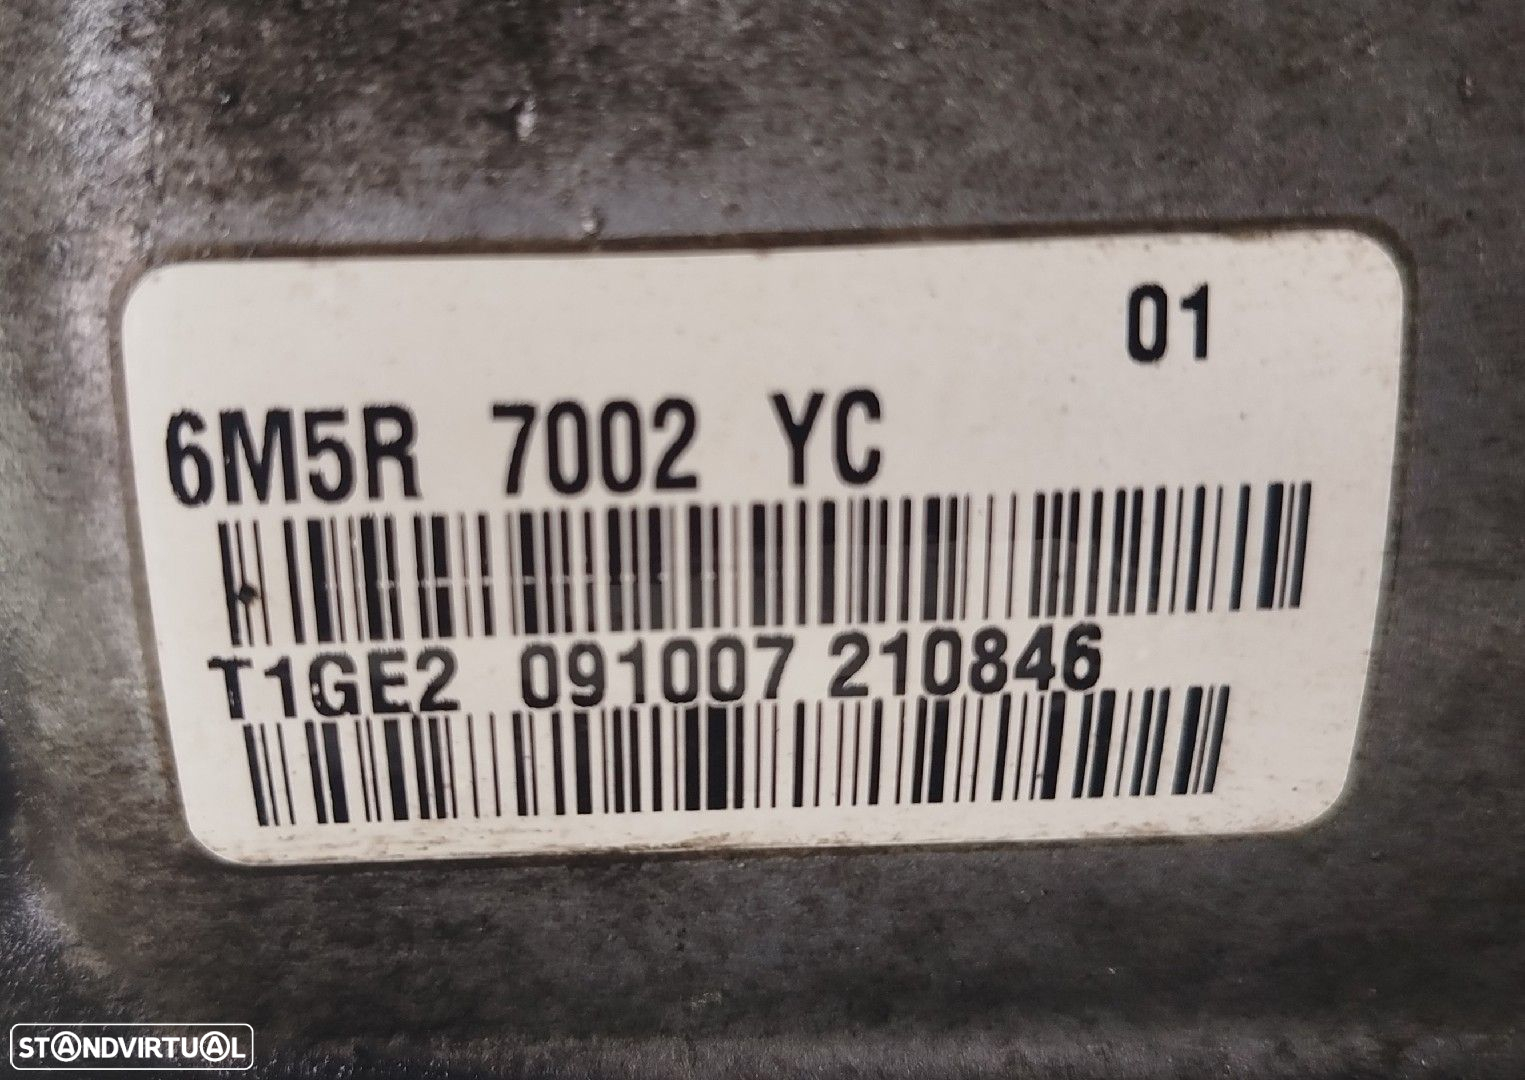 01
6M5R 7002 YC
T1GE2 091007 210846
STANDVIRTUAL